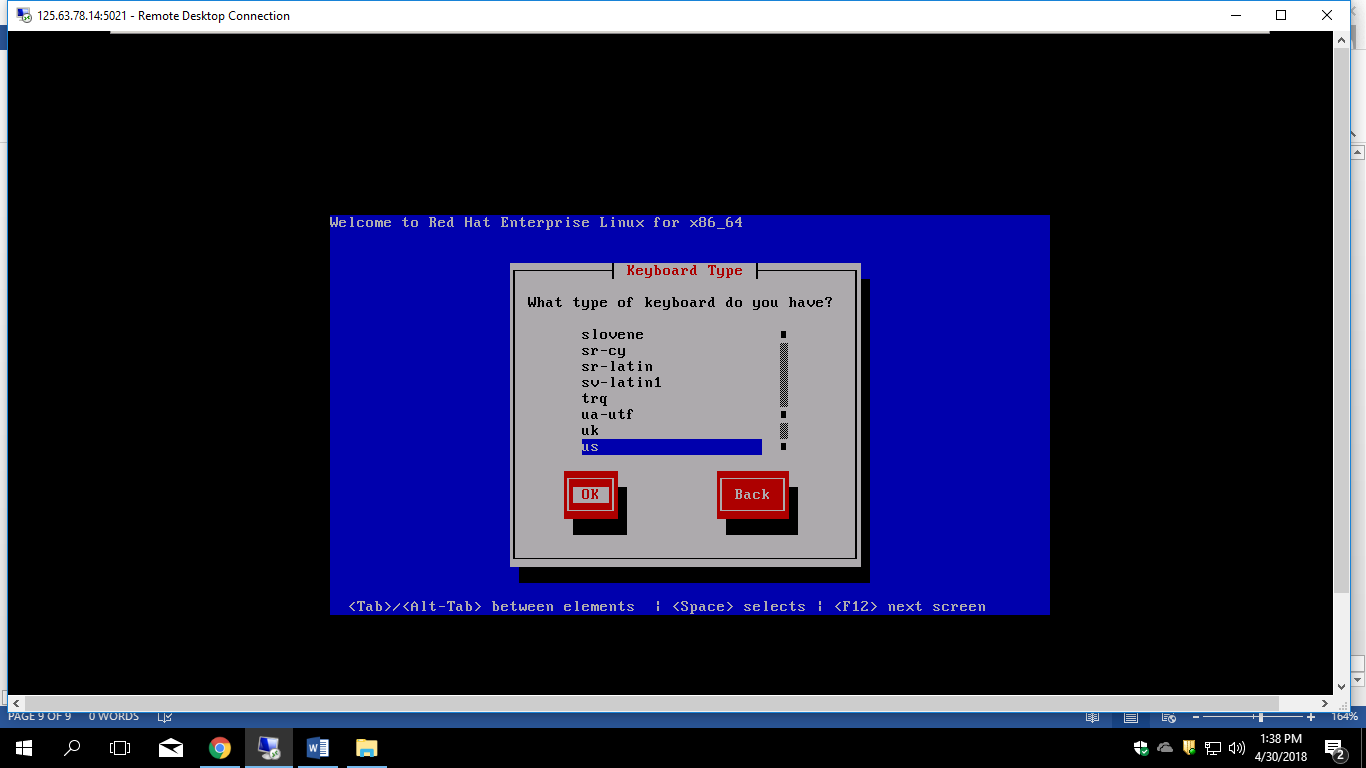 125.63.78.14:5021 - Remote Desktop Connection
Welcome to Red Hat Enterprise Linux for x86_64
Keyboard Type
What type of keyboard do you have?
slovene
sr-cy
sr-latin
sv-latin1
trq
ua-utf
uk
us
OK Back
<Tab>/<Alt-Tab> between elements | <Space> selects | <F12> next screen
PAGE 9 OF 9 0 WORDS 164%
1:38 PM
4/30/2018
2